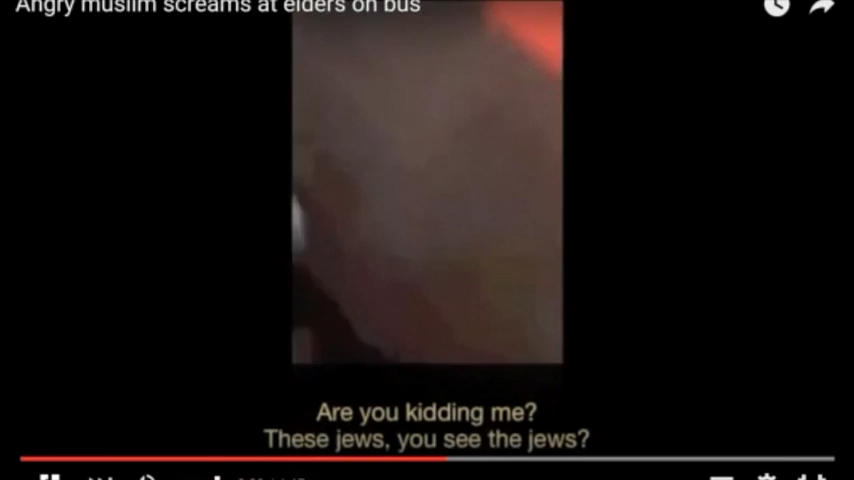 Angry muslim screams at elders on bus
Are you kidding me?
These jews, you see the jews?